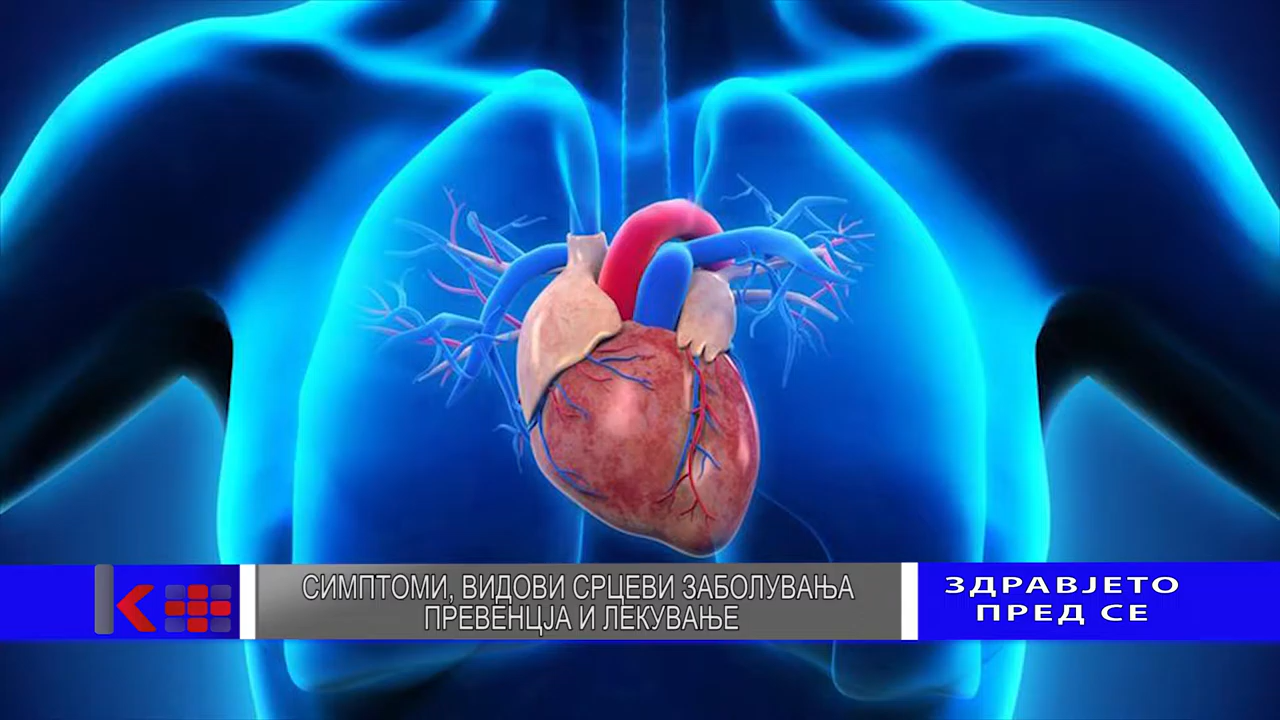 СИМПТОМИ, ВИДОВИ СРЦЕВИ ЗАБОЛУВАЊА
ПРЕВЕНЦЈА И ЛЕКУВАЊЕ
ЗДРАВЈЕТО
ПРЕД СЕ
K